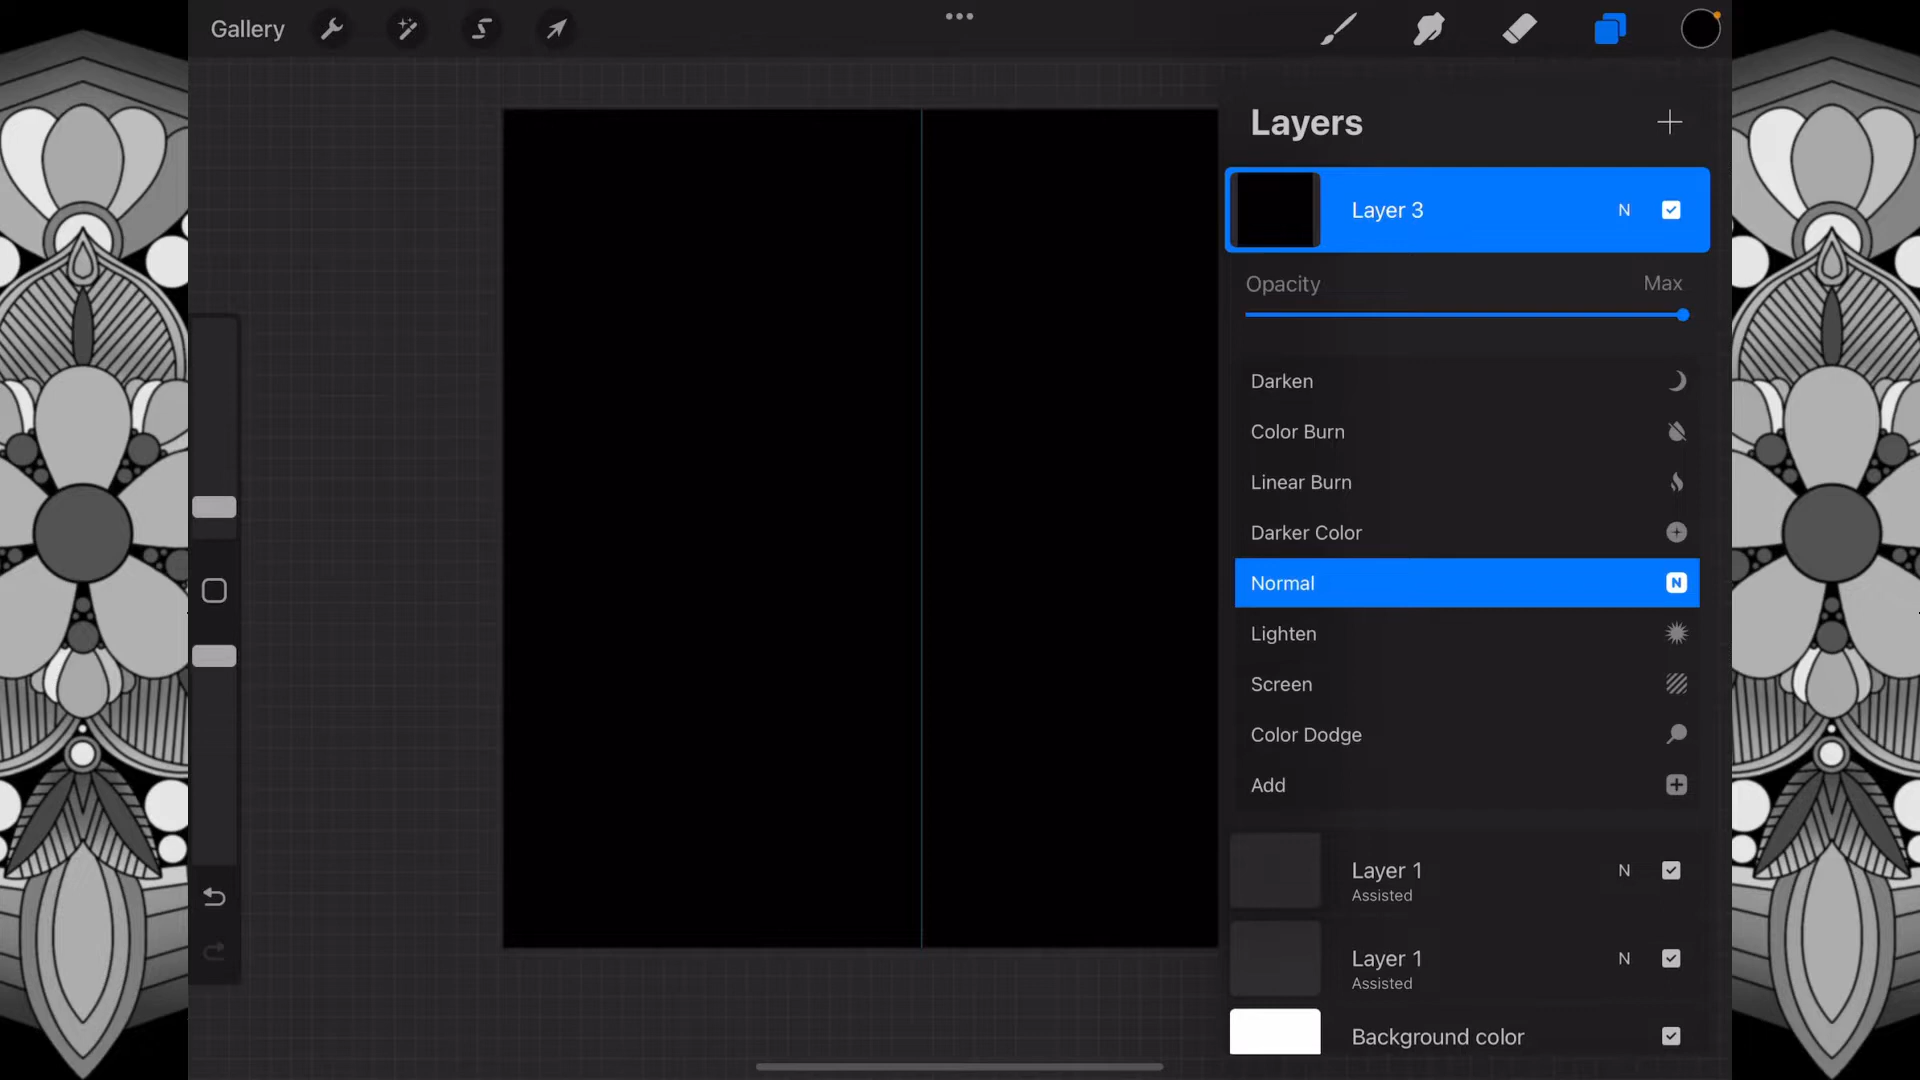 Gallery
Layers
Layer 3 N
Opacity Max
Darken
Color Burn
Linear Burn
Darker Color
Normal N
Lighten
Screen
Color Dodge
Add
Layer 1 N
Assisted
Layer 1 N
Assisted
Background color